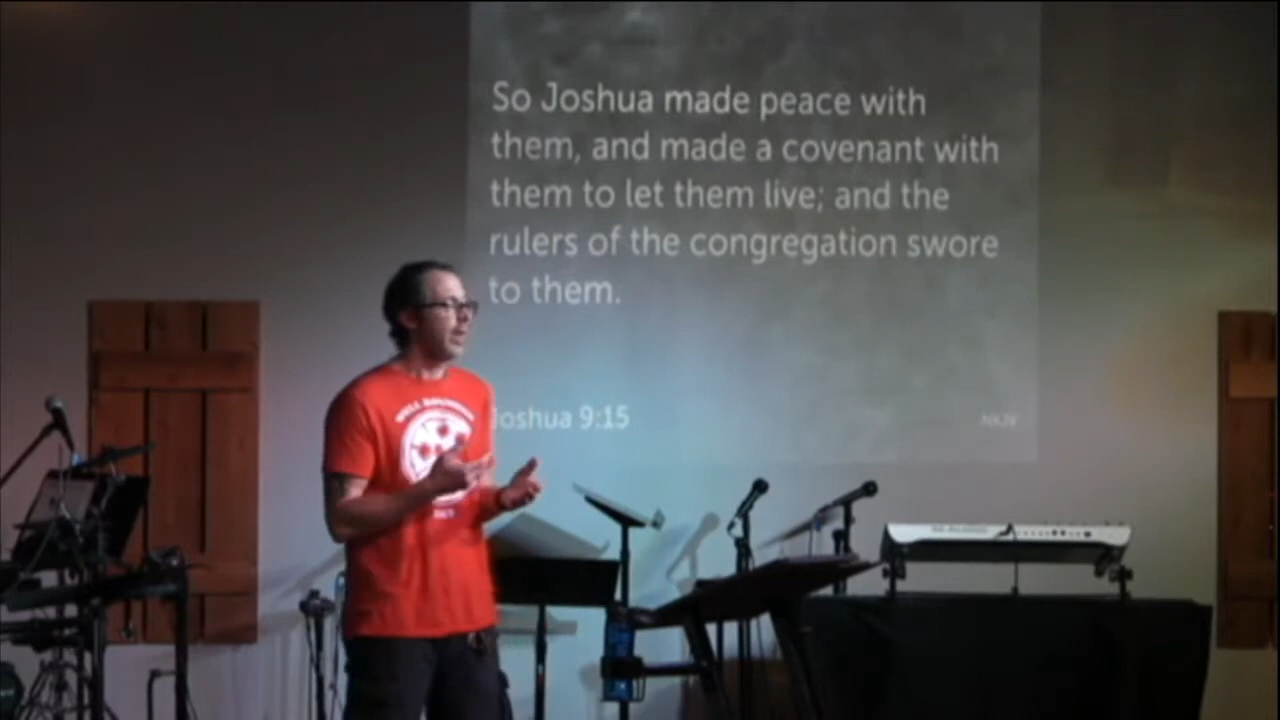 So Joshua made peace with
them, and made a covenant with
them to let them live; and the
rulers of the congregation swore
to them.
Joshua 9:15
NKJV